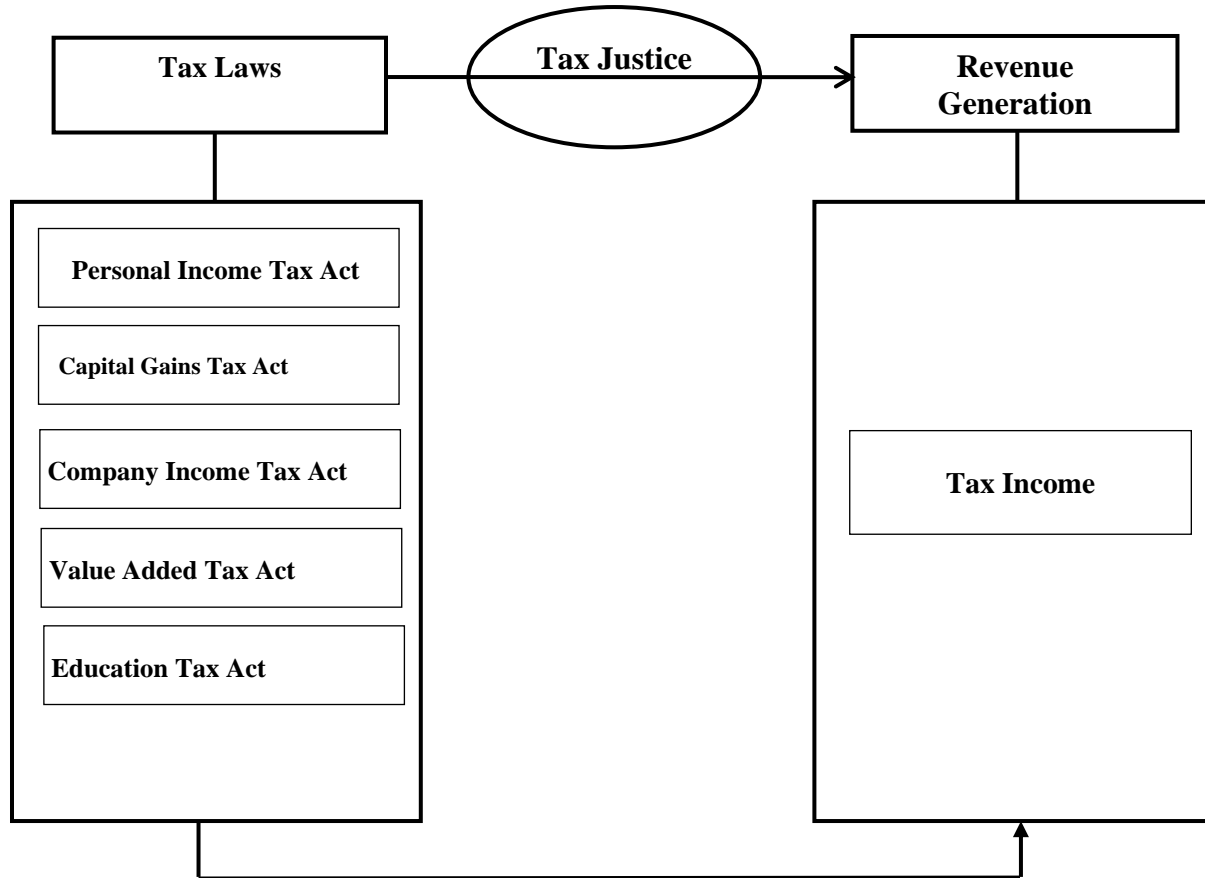 Tax Laws
Tax Justice
Revenue
Generation
Personal Income Tax Act
Capital Gains Tax Act
Company Income Tax Act
Value Added Tax Act
Education Tax Act
Tax Income